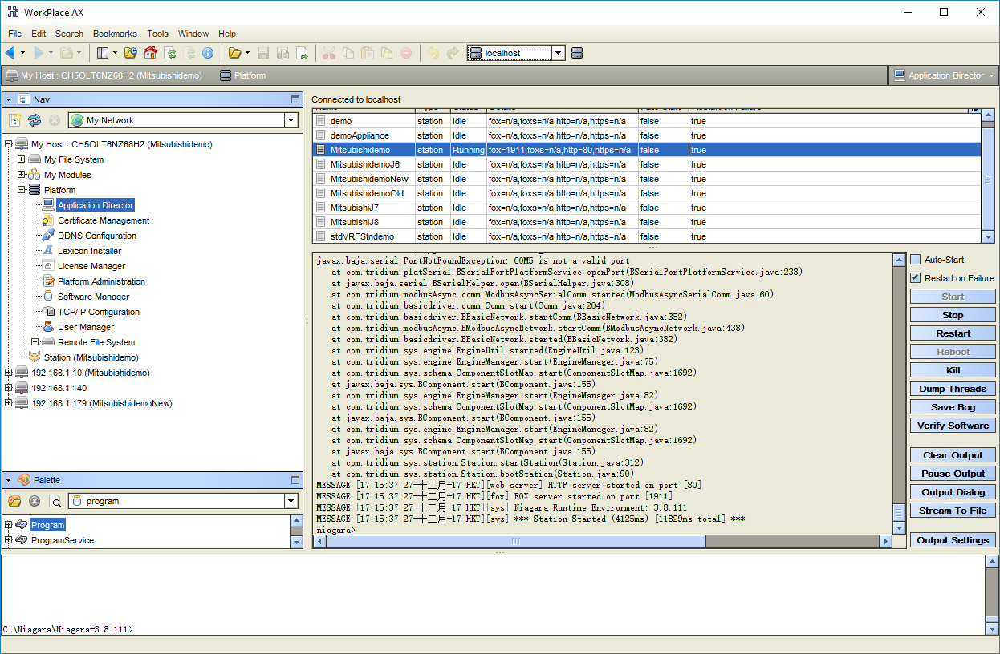 WorkPlace AX
File Edit Search Bookmarks Tools Window Help
localhost
My Host : CH5OLT6NZ68H2 (Mitsubishidemo) Platform Application Director
Nav
My Network
My Host : CH5OLT6NZ68H2 (Mitsubishidemo)
My File System
My Modules
Platform
Application Director
Certificate Management
DDNS Configuration
Lexicon Installer
License Manager
Platform Administration
Software Manager
TCP/IP Configuration
User Manager
Remote File System
Station (Mitsubishidemo)
192.168.1.10 (Mitsubishidemo)
192.168.1.140
192.168.1.179 (MitsubishidemoNew)
Palette
program
Program
ProgramService
Connected to localhost
Name Type Status Details Auto-Start Restart on Failure
demo station Idle fox=n/a,foxs=n/a,http=n/a,https=n/a false true
demoAppliance station Idle fox=n/a,foxs=n/a,http=n/a,https=n/a false true
Mitsubishidemo station Running fox=1911,foxs=n/a,http=80,https=n/a false true
MitsubishidemoJ6 station Idle fox=n/a,foxs=n/a,http=n/a,https=n/a false true
MitsubishidemoNew station Idle fox=n/a,foxs=n/a,http=n/a,https=n/a false true
MitsubishidemoOld station Idle fox=n/a,foxs=n/a,http=n/a,https=n/a false true
MitsubishiJ7 station Idle fox=n/a,foxs=n/a,http=n/a,https=n/a false true
MitsubishiJ8 station Idle fox=n/a,foxs=n/a,http=n/a,https=n/a false true
stdVRFStndemo station Idle fox=n/a,foxs=n/a,http=n/a,https=n/a false true
javax.baja.serial.PortNotFoundException: COM5 is not a valid port
at com.tridium.platSerial.BSerialPortPlatformService.openPort(BSerialPortPlatformService.java:238)
at javax.baja.serial.BSerialHelper.open(BSerialHelper.java:308)
at com.tridium.modbusAsync.comm.ModbusAsyncSerialComm.started(ModbusAsyncSerialComm.java:60)
at com.tridium.basicdriver.comm.Comm.start(Comm.java:204)
at com.tridium.basicdriver.BBasicNetwork.startComm(BBasicNetwork.java:352)
at com.tridium.modbusAsync.BModbusAsyncNetwork.startComm(BModbusAsyncNetwork.java:438)
at com.tridium.basicdriver.BBasicNetwork.started(BBasicNetwork.java:382)
at com.tridium.sys.engine.EngineUtil.started(EngineUtil.java:123)
at com.tridium.sys.engine.EngineManager.start(EngineManager.java:75)
at com.tridium.sys.schema.ComponentSlotMap.start(ComponentSlotMap.java:1692)
at javax.baja.sys.BComponent.start(BComponent.java:155)
at com.tridium.sys.engine.EngineManager.start(EngineManager.java:82)
at com.tridium.sys.schema.ComponentSlotMap.start(ComponentSlotMap.java:1692)
at javax.baja.sys.BComponent.start(BComponent.java:155)
at com.tridium.sys.engine.EngineManager.start(EngineManager.java:82)
at com.tridium.sys.schema.ComponentSlotMap.start(ComponentSlotMap.java:1692)
at javax.baja.sys.BComponent.start(BComponent.java:155)
at com.tridium.sys.station.Station.startStation(Station.java:312)
at com.tridium.sys.station.Station.bootStation(Station.java:90)
MESSAGE [17:15:37 27-十二月-17 HKT][web.server] HTTP server started on port [80]
MESSAGE [17:15:37 27-十二月-17 HKT][fox] FOX server started on port [1911]
MESSAGE [17:15:37 27-十二月-17 HKT][sys] Niagara Runtime Environment: 3.8.111
MESSAGE [17:15:37 27-十二月-17 HKT][sys] *** Station Started (4125ms) [11829ms total] ***
niagara>
Auto-Start
Restart on Failure
Start
Stop
Restart
Reboot
Kill
Dump Threads
Save Bog
Verify Software
Clear Output
Pause Output
Output Dialog
Stream To File
Output Settings
C:\Niagara\Niagara-3.8.111>